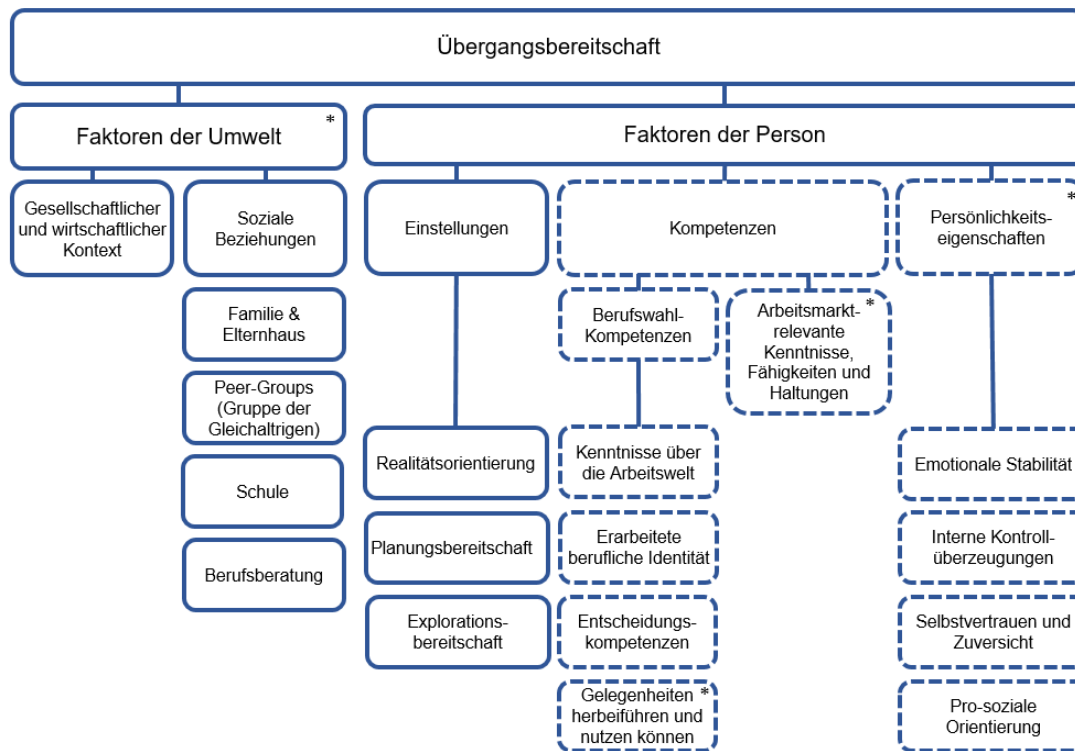 Übergangsbereitschaft
Faktoren der Umwelt *
Faktoren der Person
Gesellschaftlicher
und wirtschaftlicher
Kontext
Soziale
Beziehungen
Einstellungen
Kompetenzen
Persönlichkeits- *
eigenschaften
Familie &
Elternhaus
Peer-Groups
(Gruppe der
Gleichaltrigen)
Schule
Berufsberatung
Realitätsorientierung
Planungsbereitschaft
Explorations-
bereitschaft
Berufswahl-
Kompetenzen
Arbeitsmarkt- *
relevante
Kenntnisse,
Fähigkeiten und
Haltungen
Kenntnisse über
die Arbeitswelt
Erarbeitete
berufliche Identität
Entscheidungs-
kompetenzen
Gelegenheiten *
herbeiführen und
nutzen können
Emotionale Stabilität
Interne Kontroll-
überzeugungen
Selbstvertrauen und
Zuversicht
Pro-soziale
Orientierung